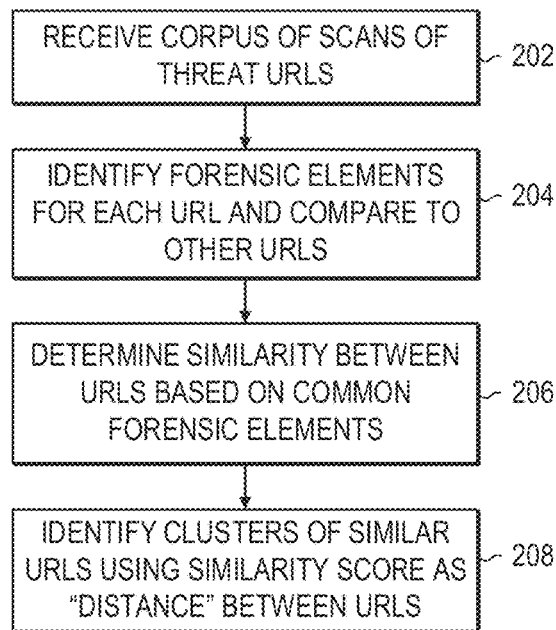 RECEIVE CORPUS OF SCANS OF
THREAT URLS
202
IDENTIFY FORENSIC ELEMENTS
FOR EACH URL AND COMPARE TO
OTHER URLS
204
DETERMINE SIMILARITY BETWEEN
URLS BASED ON COMMON
FORENSIC ELEMENTS
206
IDENTIFY CLUSTERS OF SIMILAR
URLS USING SIMILARITY SCORE AS
“DISTANCE” BETWEEN URLS
208